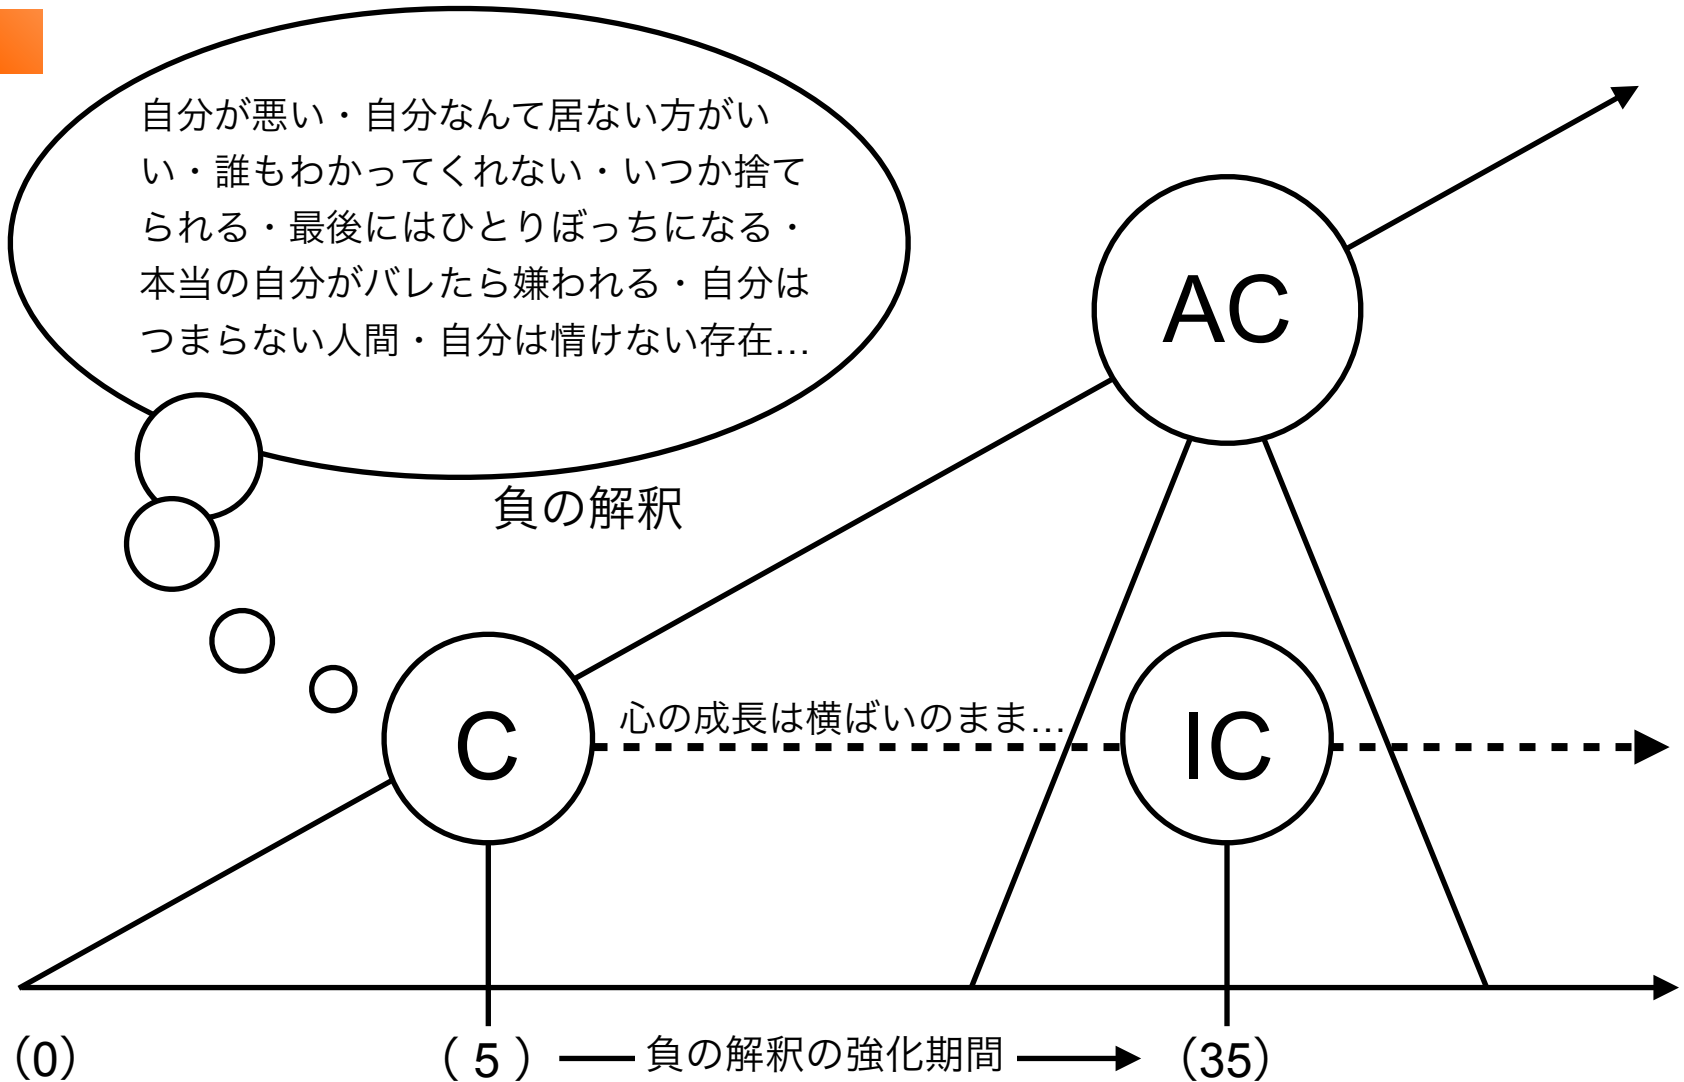 自分が悪い・自分なんて居ない方がい
い・誰もわかってくれない・いつか捨て
られる・最後にはひとりぼっちになる・
本当の自分がバレたら嫌われる・自分は
つまらない人間・自分は情けない存在…
負の解釈
AC
C
心の成長は横ばいのまま…
IC
（0）
（ 5 ）
負の解釈の強化期間
（35）